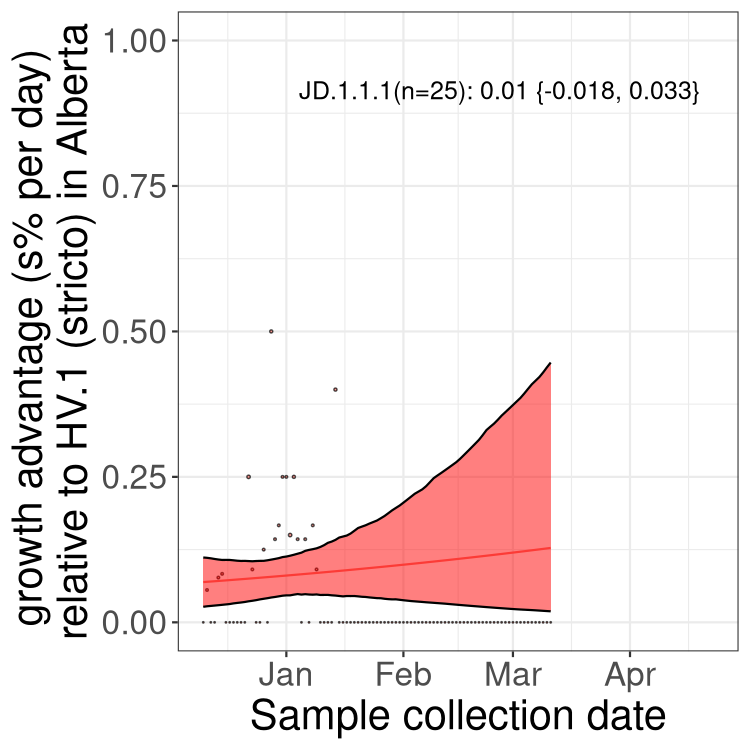 growth advantage (s% per day)
relative to HV.1 (stricto) in Alberta
1.00
0.75
0.50
0.25
0.00
JD.1.1.1(n=25): 0.01 {-0.018, 0.033}
Jan Feb Mar Apr
Sample collection date